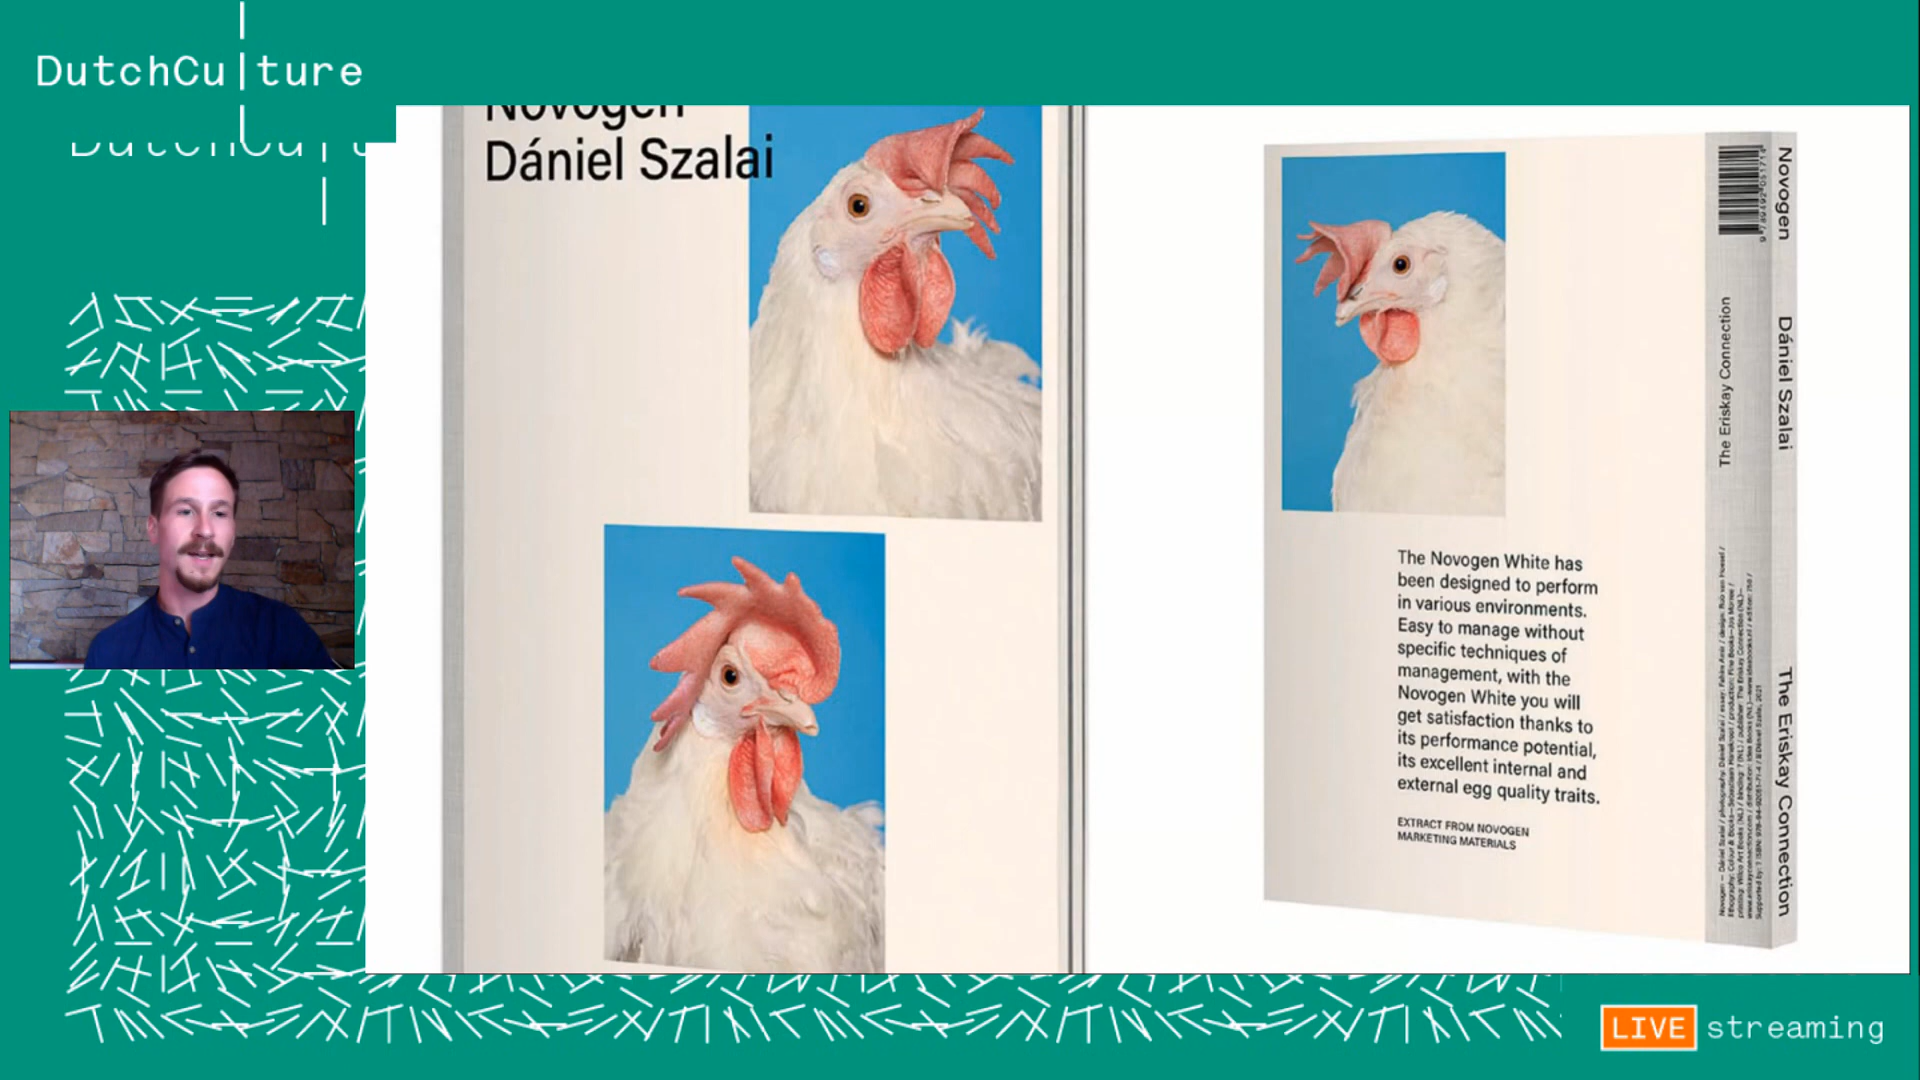 DutchCu|ture
Novogen
Dániel Szalai
The Novogen White has
been designed to perform
in various environments.
Easy to manage without
specific techniques of
management, with the
Novogen White you will
get satisfaction thanks to
its performance potential,
its excellent internal and
external egg quality traits.
EXTRACT FROM NOVOGEN
MARKETING MATERIALS
The Eriskay Connection
Novogen Dániel Szalai The Eriskay Connection
LIVE streaming